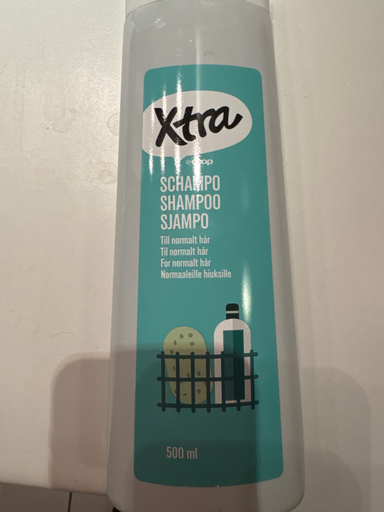 Xtra
coop
SCHAMPO
SHAMPOO
SJAMPO
Till normalt hår
Til normalt hår
For normalt hår
Normaaleille hiuksille
500 ml